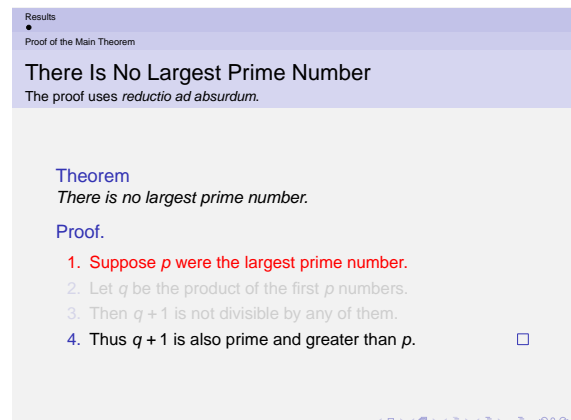 Results
Proof of the Main Theorem
There Is No Largest Prime Number
The proof uses reductio ad absurdum.
Theorem
There is no largest prime number.
Proof.
1. Suppose p were the largest prime number.
2. Let q be the product of the first p numbers.
3. Then q + 1 is not divisible by any of them.
4. Thus q + 1 is also prime and greater than p.